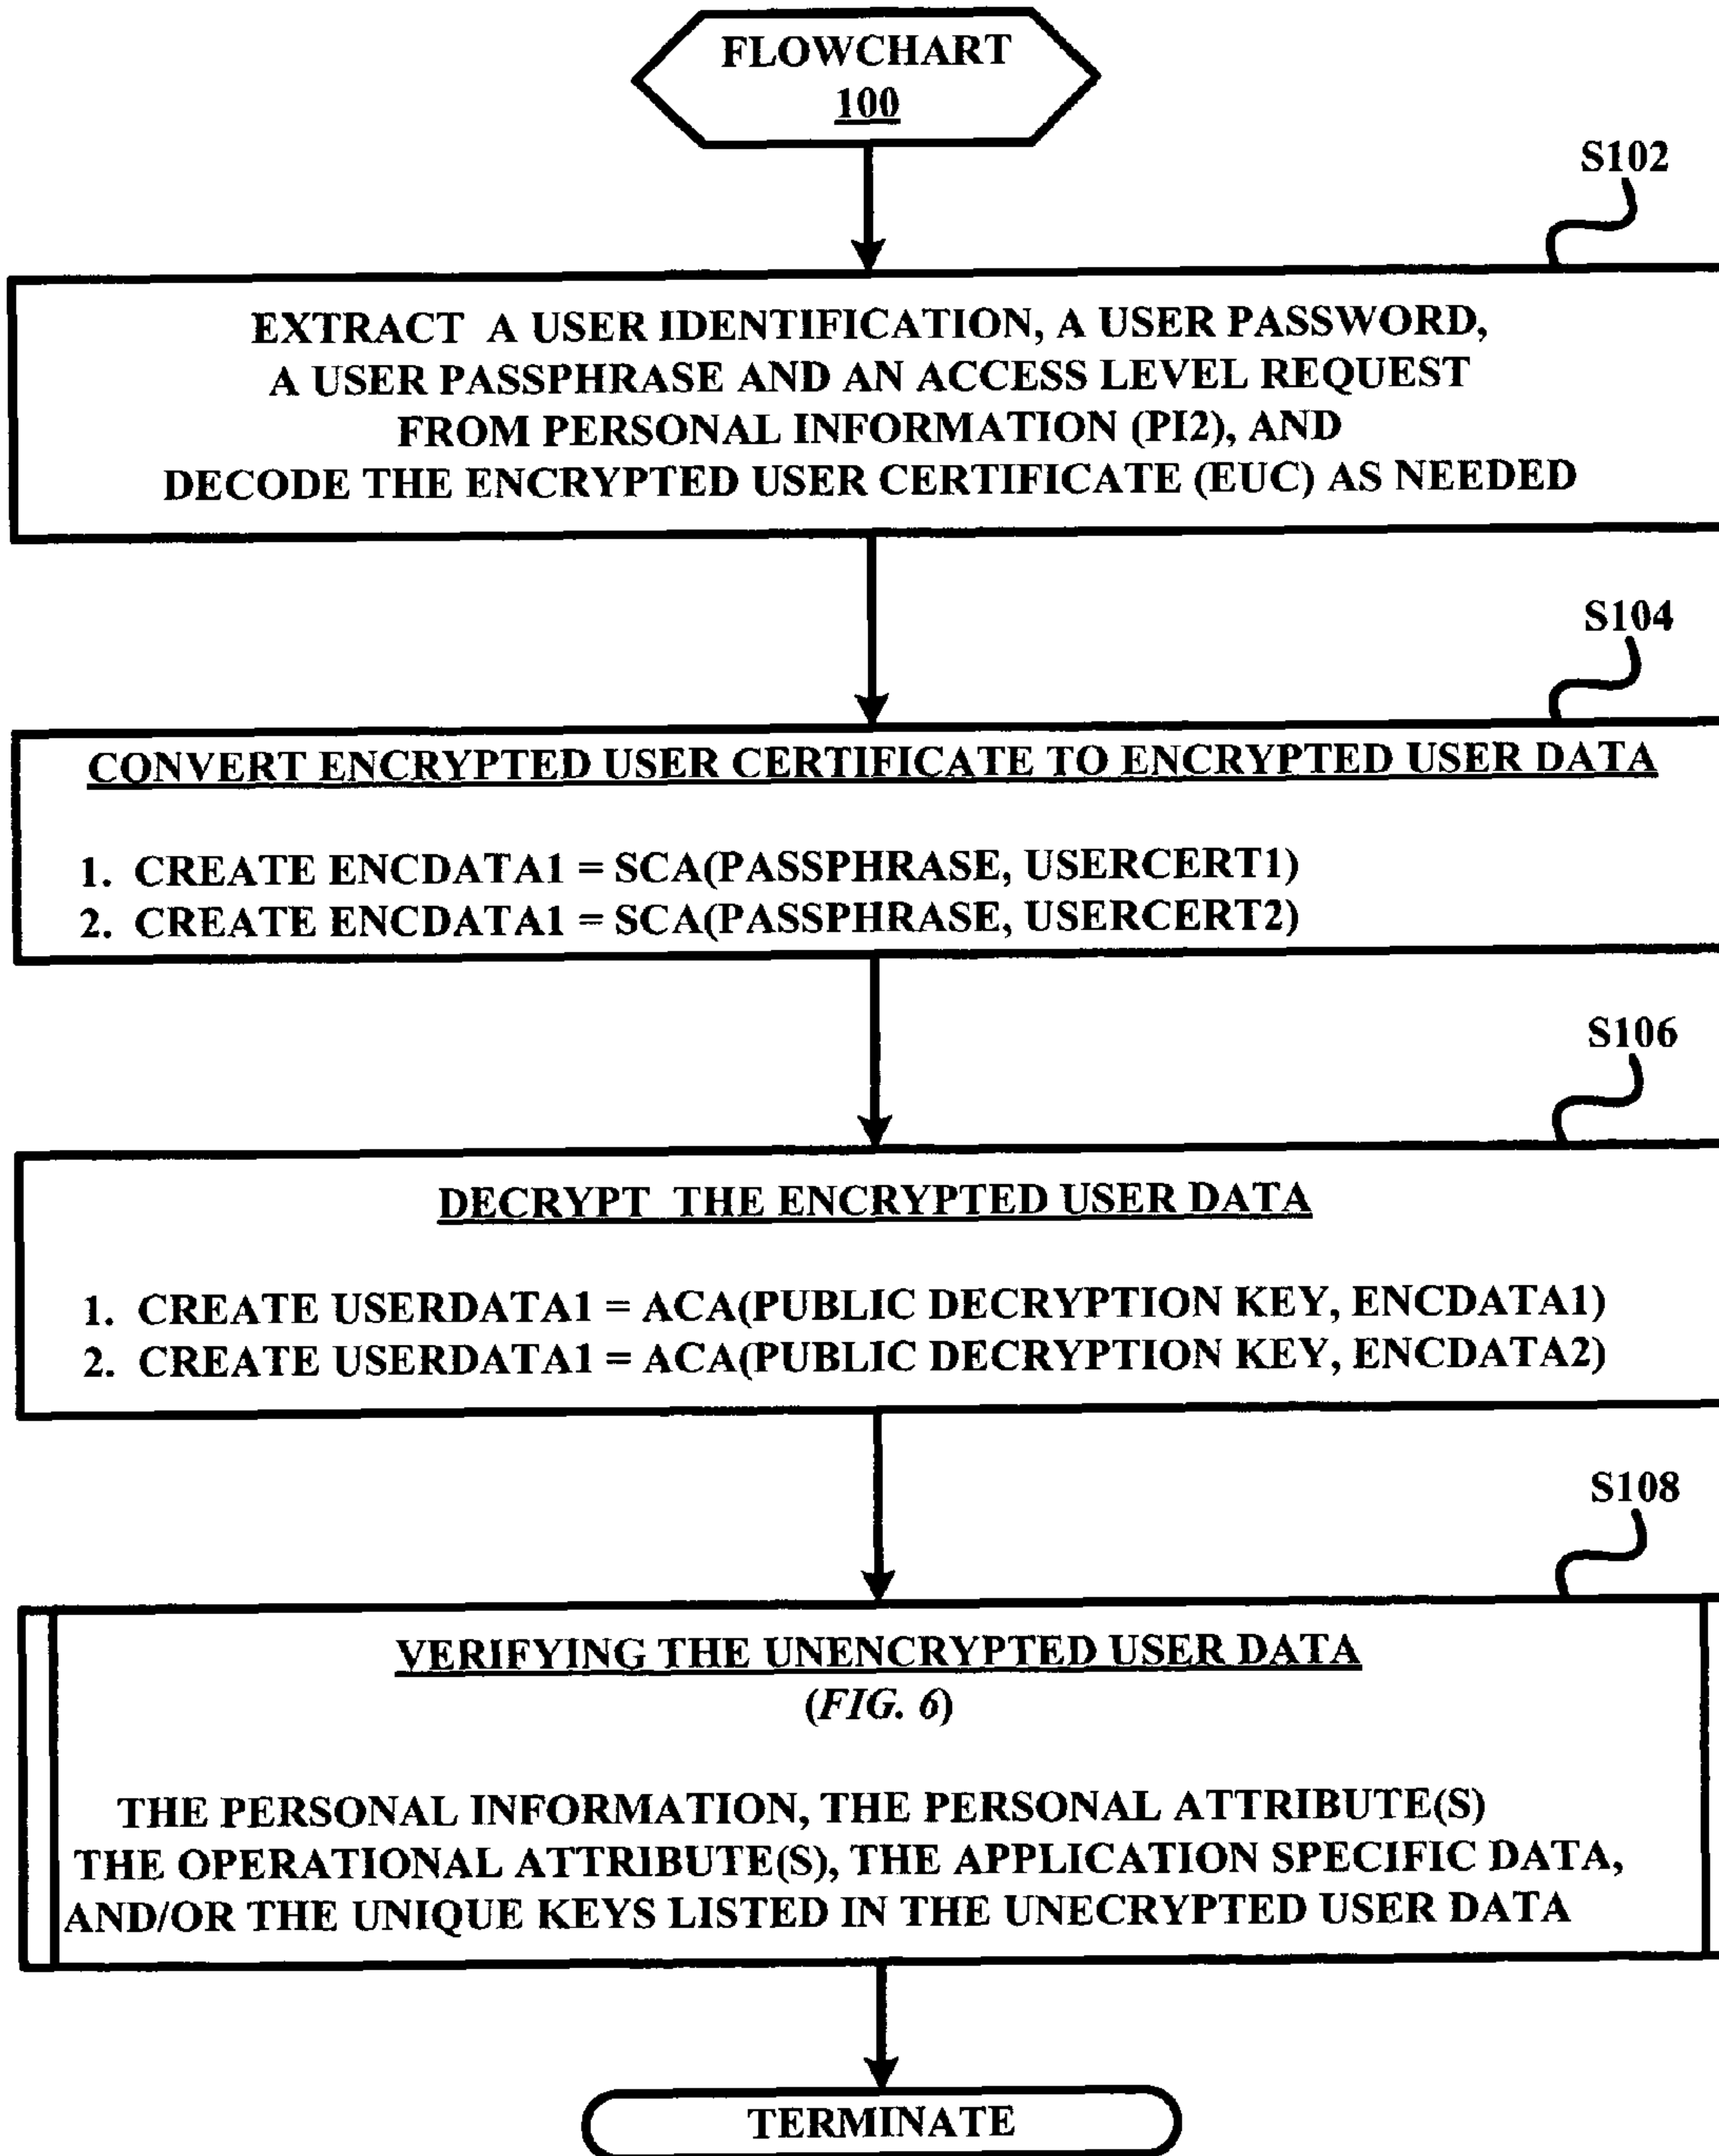 FLOWCHART
100
S102
EXTRACT A USER IDENTIFICATION, A USER PASSWORD,
A USER PASSPHRASE AND AN ACCESS LEVEL REQUEST
FROM PERSONAL INFORMATION (PI2), AND
DECODE THE ENCRYPTED USER CERTIFICATE (EUC) AS NEEDED
S104
CONVERT ENCRYPTED USER CERTIFICATE TO ENCRYPTED USER DATA
1. CREATE ENCDATA1 = SCA(PASSPHRASE, USERCERT1)
2. CREATE ENCDATA1 = SCA(PASSPHRASE, USERCERT2)
S106
DECRYPT THE ENCRYPTED USER DATA
1. CREATE USERDATA1 = ACA(PUBLIC DECRYPTION KEY, ENCDATA1)
2. CREATE USERDATA1 = ACA(PUBLIC DECRYPTION KEY, ENCDATA2)
S108
VERIFYING THE UNENCRYPTED USER DATA
(FIG. 6)
THE PERSONAL INFORMATION, THE PERSONAL ATTRIBUTE(S)
THE OPERATIONAL ATTRIBUTE(S), THE APPLICATION SPECIFIC DATA,
AND/OR THE UNIQUE KEYS LISTED IN THE UNECRYPTED USER DATA
TERMINATE